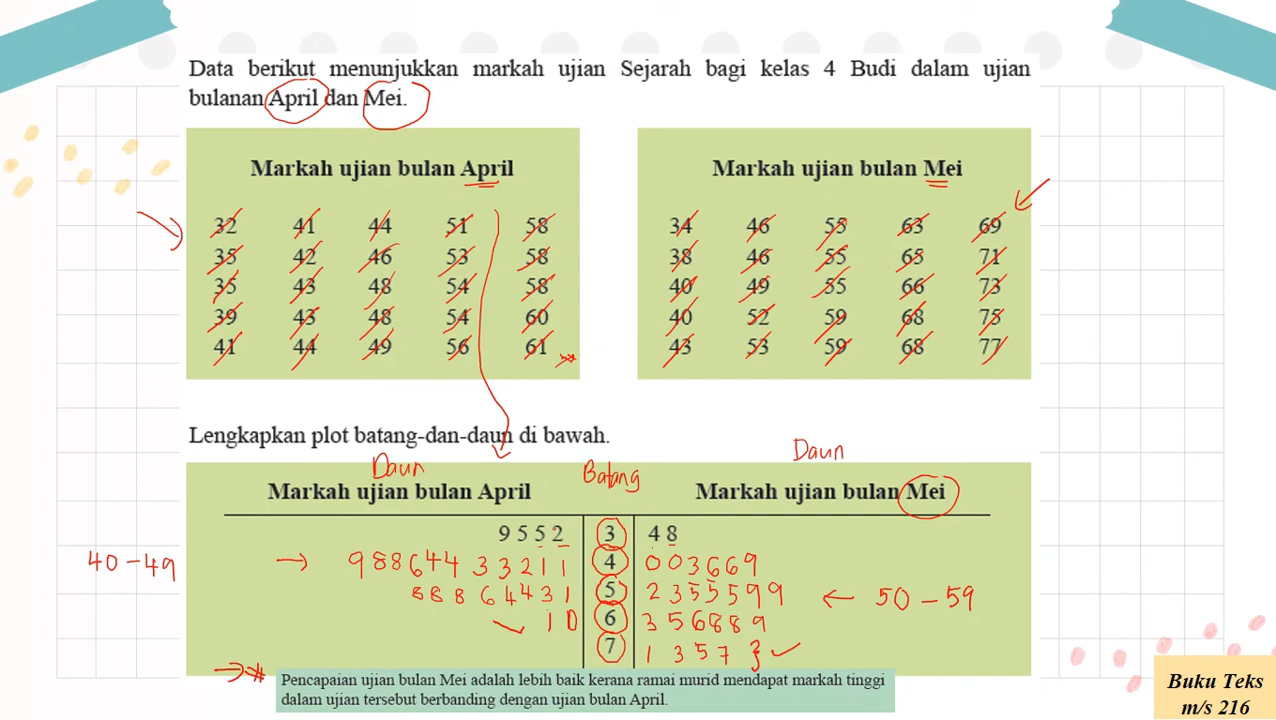 Data berikut menunjukkan markah ujian Sejarah bagi kelas 4 Budi dalam ujian
bulanan April dan Mei.
Markah ujian bulan April
32 41 44 51 58
35 42 46 53 58
35 43 48 54 58
39 43 48 54 60
41 44 49 56 61
Markah ujian bulan Mei
34 46 55 63 69
38 46 55 65 71
40 49 55 66 73
40 52 59 68 75
43 53 59 68 77
Lengkapkan plot batang-dan-daun di bawah.
Daun Batang Daun
Markah ujian bulan April Markah ujian bulan Mei
9 5 5 2 3 4 8
40 - 49 → 9 8 8 6 4 4 3 3 2 1 1 4 0 0 3 6 6 9
8 8 8 6 4 4 3 1 5 2 3 5 5 5 9 9 ← 50 - 59
1 0 6 3 5 6 8 8 9
7 1 3 5 7
Pencapaian ujian bulan Mei adalah lebih baik kerana ramai murid mendapat markah tinggi
dalam ujian tersebut berbanding dengan ujian bulan April.
Buku Teks
m/s 216